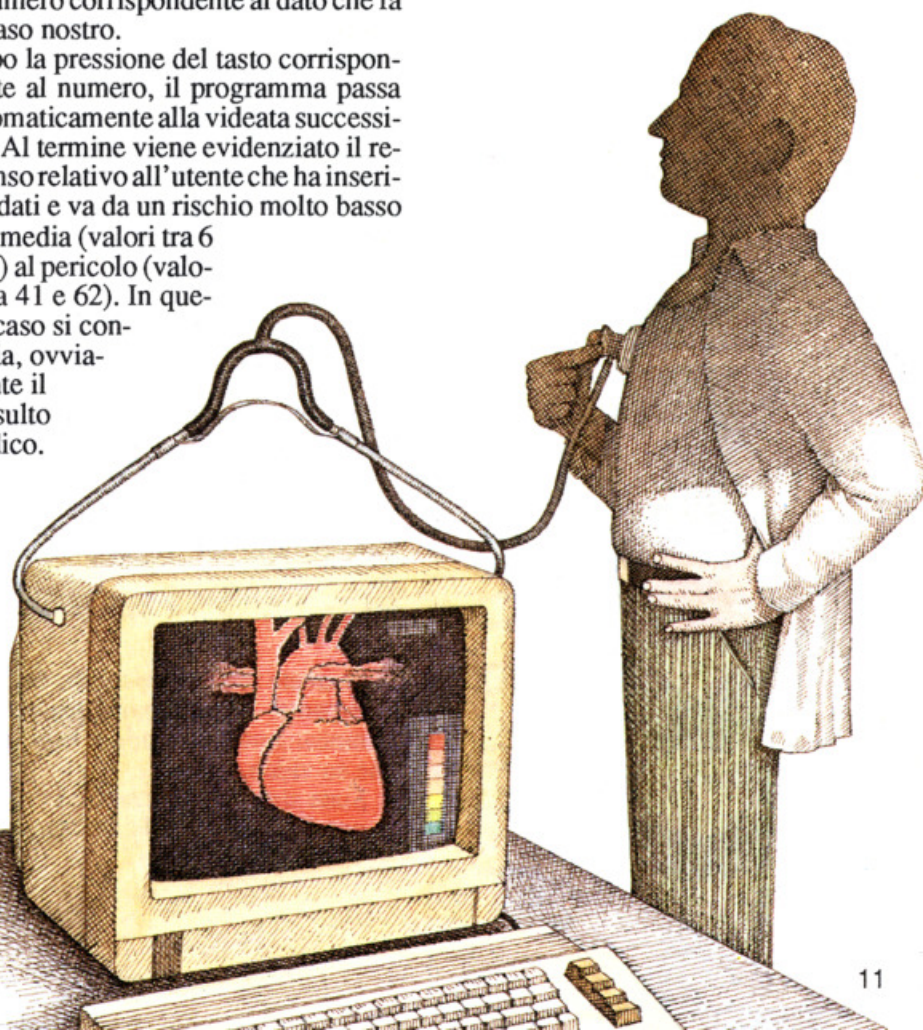 umero corrispondente al dato che fa
aso nostro.
po la pressione del tasto corrispon-
te al numero, il programma passa
omaticamente alla videata successi-
Al termine viene evidenziato il re-
nso relativo all'utente che ha inseri-
dati e va da un rischio molto basso
media (valori tra 6
) al pericolo (valo-
a 41 e 62). In que-
caso si con-
a, ovvia-
te il
sulto
dico.
11